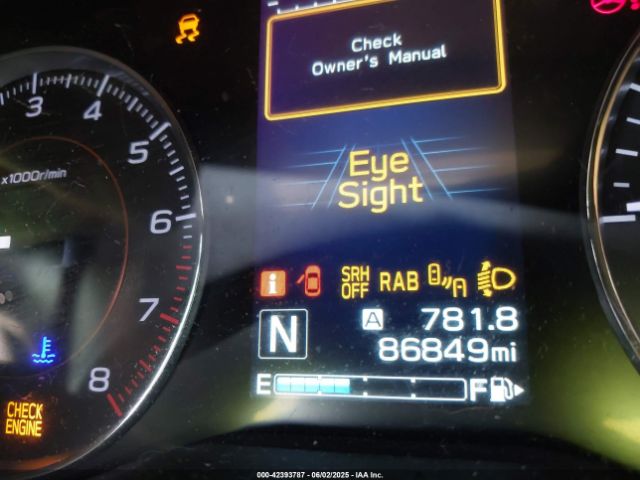 Check
Owner's Manual
3
4
5
x1000r/min
Eye
Sight
6
SRH
OFF
RAB
A
7
N
A 781.8
86849mi
8
E
F
CHECK
ENGINE
000-42393787 - 06/02/2025 - IAA Inc.